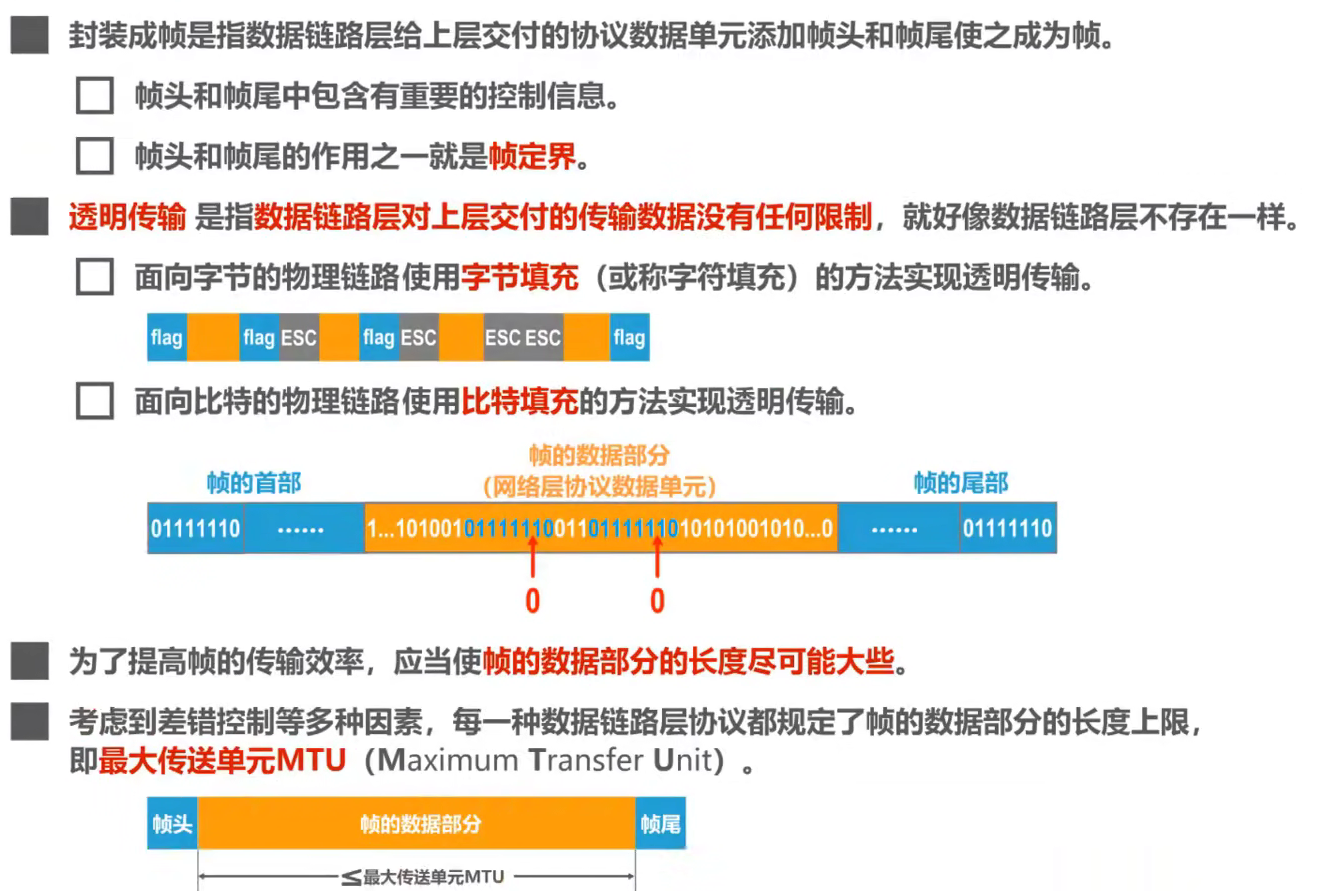 封装成帧是指数据链路层给上层交付的协议数据单元添加帧头和帧尾使之成为帧。
帧头和帧尾中包含有重要的控制信息。
帧头和帧尾的作用之一就是帧定界。
透明传输 是指数据链路层对上层交付的传输数据没有任何限制，就好像数据链路层不存在一样。
面向字节的物理链路使用字节填充（或称字符填充）的方法实现透明传输。
flag flag ESC flag ESC ESC ESC flag
面向比特的物理链路使用比特填充的方法实现透明传输。
帧的数据部分
帧的首部 （网络层协议数据单元） 帧的尾部
01111110 ······ 1...101001011111100110111111010101001010...0 ······ 01111110
0 0
为了提高帧的传输效率，应当使帧的数据部分的长度尽可能大些。
考虑到差错控制等多种因素，每一种数据链路层协议都规定了帧的数据部分的长度上限，
即最大传送单元MTU（Maximum Transfer Unit）。
帧头 帧的数据部分 帧尾
≤最大传送单元MTU